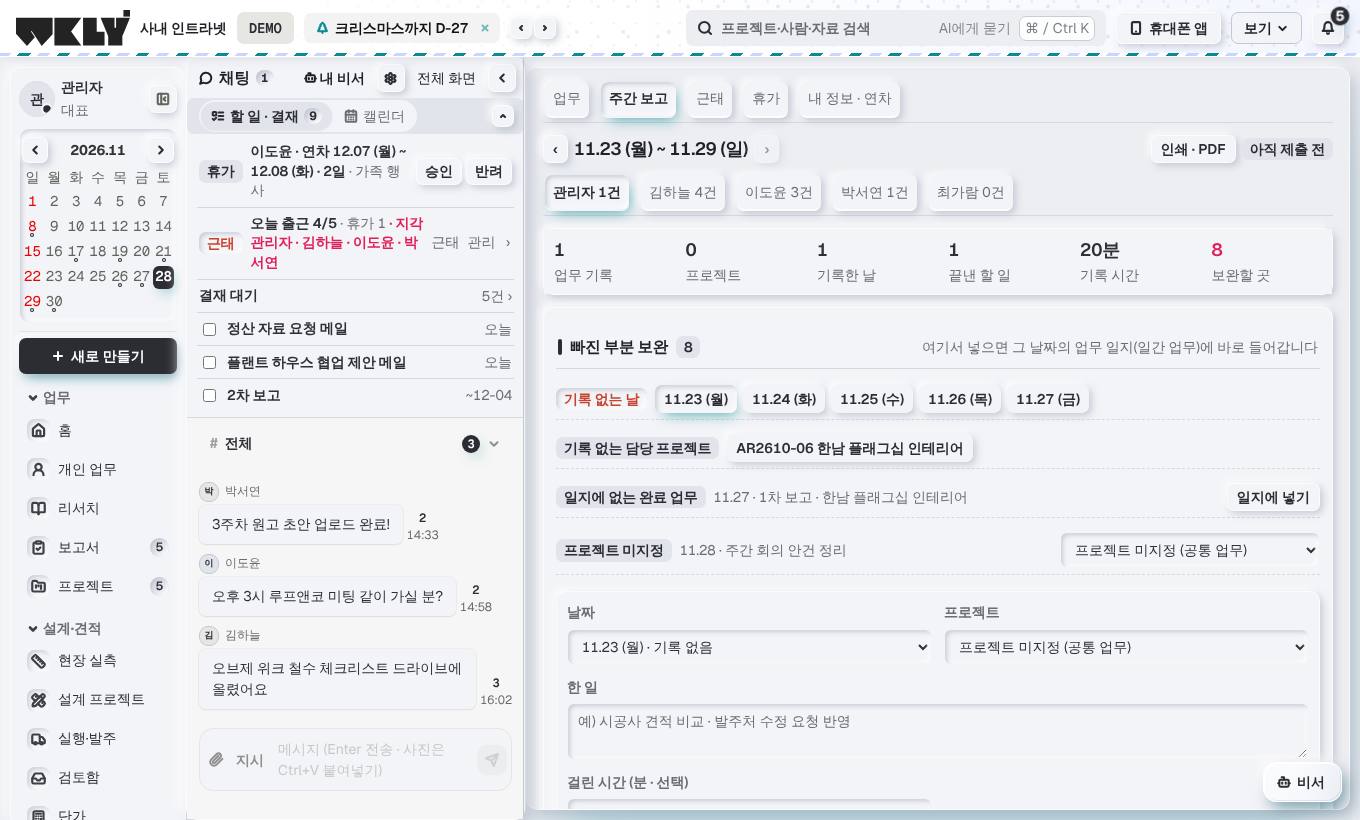 WKLY 사내 인트라넷 DEMO 크리스마스까지 D-27 × ‹ › 프로젝트·사람·자료 검색 AI에게 묻기 ⌘ / Ctrl K 휴대폰 앱 보기 5
관 관리자
대표
2026.11
일 월 화 수 목 금 토
1 2 3 4 5 6 7
8 9 10 11 12 13 14
15 16 17 18 19 20 21
22 23 24 25 26 27 28
29 30
+ 새로 만들기
업무
홈
개인 업무
리서치
보고서 5
프로젝트 5
설계·견적
현장 실측
설계 프로젝트
실행·발주
검토함
단가
채팅 1 내 비서 전체 화면
할 일 · 결재 9 캘린더
휴가 이도윤 · 연차 12.07 (월) ~
12.08 (화) · 2일 · 가족 행
사
승인 반려
근태 오늘 출근 4/5 · 휴가 1 · 지각
관리자 · 김하늘 · 이도윤 · 박
서연
근태 관리 ›
결재 대기 5건 ›
정산 자료 요청 메일 오늘
플랜트 하우스 협업 제안 메일 오늘
2차 보고 ~12-04
# 전체 3
박 박서연
3주차 원고 초안 업로드 완료! 2
14:33
이 이도윤
오후 3시 루프앤코 미팅 같이 가실 분? 2
14:58
김 김하늘
오브제 위크 철수 체크리스트 드라이브에
올렸어요 3
16:02
지시 메시지 (Enter 전송 · 사진은
Ctrl+V 붙여넣기)
업무 주간 보고 근태 휴가 내 정보 · 연차
‹ 11.23 (월) ~ 11.29 (일) › 인쇄 · PDF 아직 제출 전
관리자 1건 김하늘 4건 이도윤 3건 박서연 1건 최가람 0건
1 0 1 1 20분 8
업무 기록 프로젝트 기록한 날 끝낸 할 일 기록 시간 보완할 곳
빠진 부분 보완 8 여기서 넣으면 그 날짜의 업무 일지(일간 업무)에 바로 들어갑니다
기록 없는 날 11.23 (월) 11.24 (화) 11.25 (수) 11.26 (목) 11.27 (금)
기록 없는 담당 프로젝트 AR2610-06 한남 플래그십 인테리어
일지에 없는 완료 업무 11.27 · 1차 보고 · 한남 플래그십 인테리어 일지에 넣기
프로젝트 미지정 11.28 · 주간 회의 안건 정리 프로젝트 미지정 (공통 업무)
날짜 프로젝트
11.23 (월) · 기록 없음 프로젝트 미지정 (공통 업무)
한 일
예) 시공사 견적 비교 · 발주처 수정 요청 반영
걸린 시간 (분 · 선택)
비서